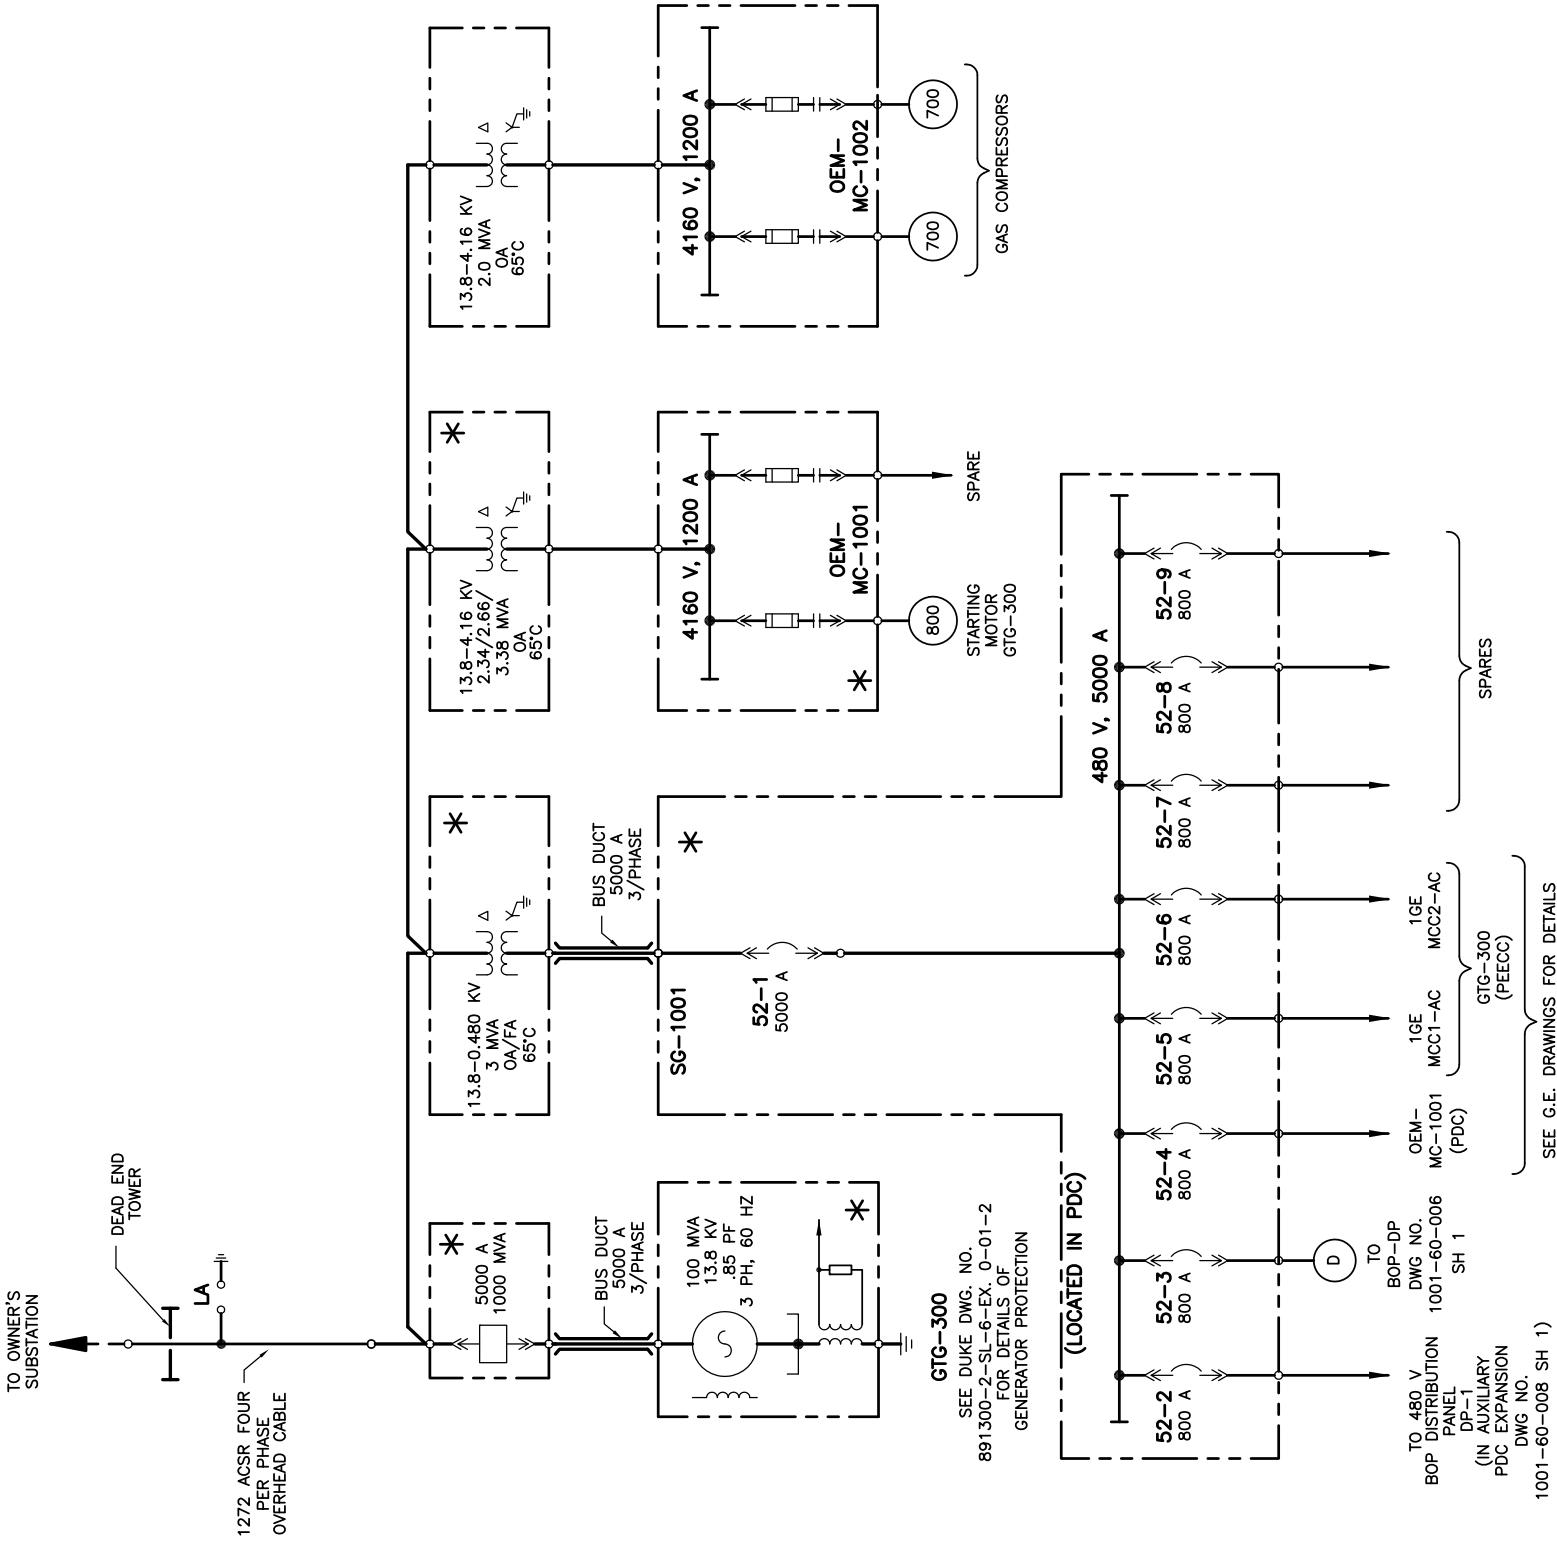 TO OWNER'S
SUBSTATION
DEAD END
TOWER
LA
1272 ACSR FOUR
PER PHASE
OVERHEAD CABLE
5000 A
1000 MVA
BUS DUCT
5000 A
3/PHASE
100 MVA
13.8 KV
.85 PF
3 PH, 60 HZ
GTG-300
SEE DUKE DWG. NO.
891300-2-SL-6-EX. 0-01-2
FOR DETAILS OF
GENERATOR PROTECTION
13.8-0.480 KV
3 MVA
OA/FA
65°C
BUS DUCT
5000 A
3/PHASE
SG-1001
52-1
5000 A
13.8-4.16 KV
2.34/2.66/
3.38 MVA
OA
65°C
4160 V, 1200 A
OEM-
MC-1001
800
STARTING
MOTOR
GTG-300
SPARE
13.8-4.16 KV
2.0 MVA
OA
65°C
4160 V, 1200 A
OEM-
MC-1002
700
700
GAS COMPRESSORS
(LOCATED IN PDC)
480 V, 5000 A
52-2
800 A
52-3
800 A
52-4
800 A
52-5
800 A
52-6
800 A
52-7
800 A
52-8
800 A
52-9
800 A
TO 480 V
BOP DISTRIBUTION
PANEL
DP-1
(IN AUXILIARY
PDC EXPANSION
DWG NO.
1001-60-008 SH 1)
D
TO
BOP-DP
DWG NO.
1001-60-006
SH 1
OEM-
MC-1001
(PDC)
1GE
MCC1-AC
1GE
MCC2-AC
GTG-300
(PEECC)
SEE G.E. DRAWINGS FOR DETAILS
SPARES